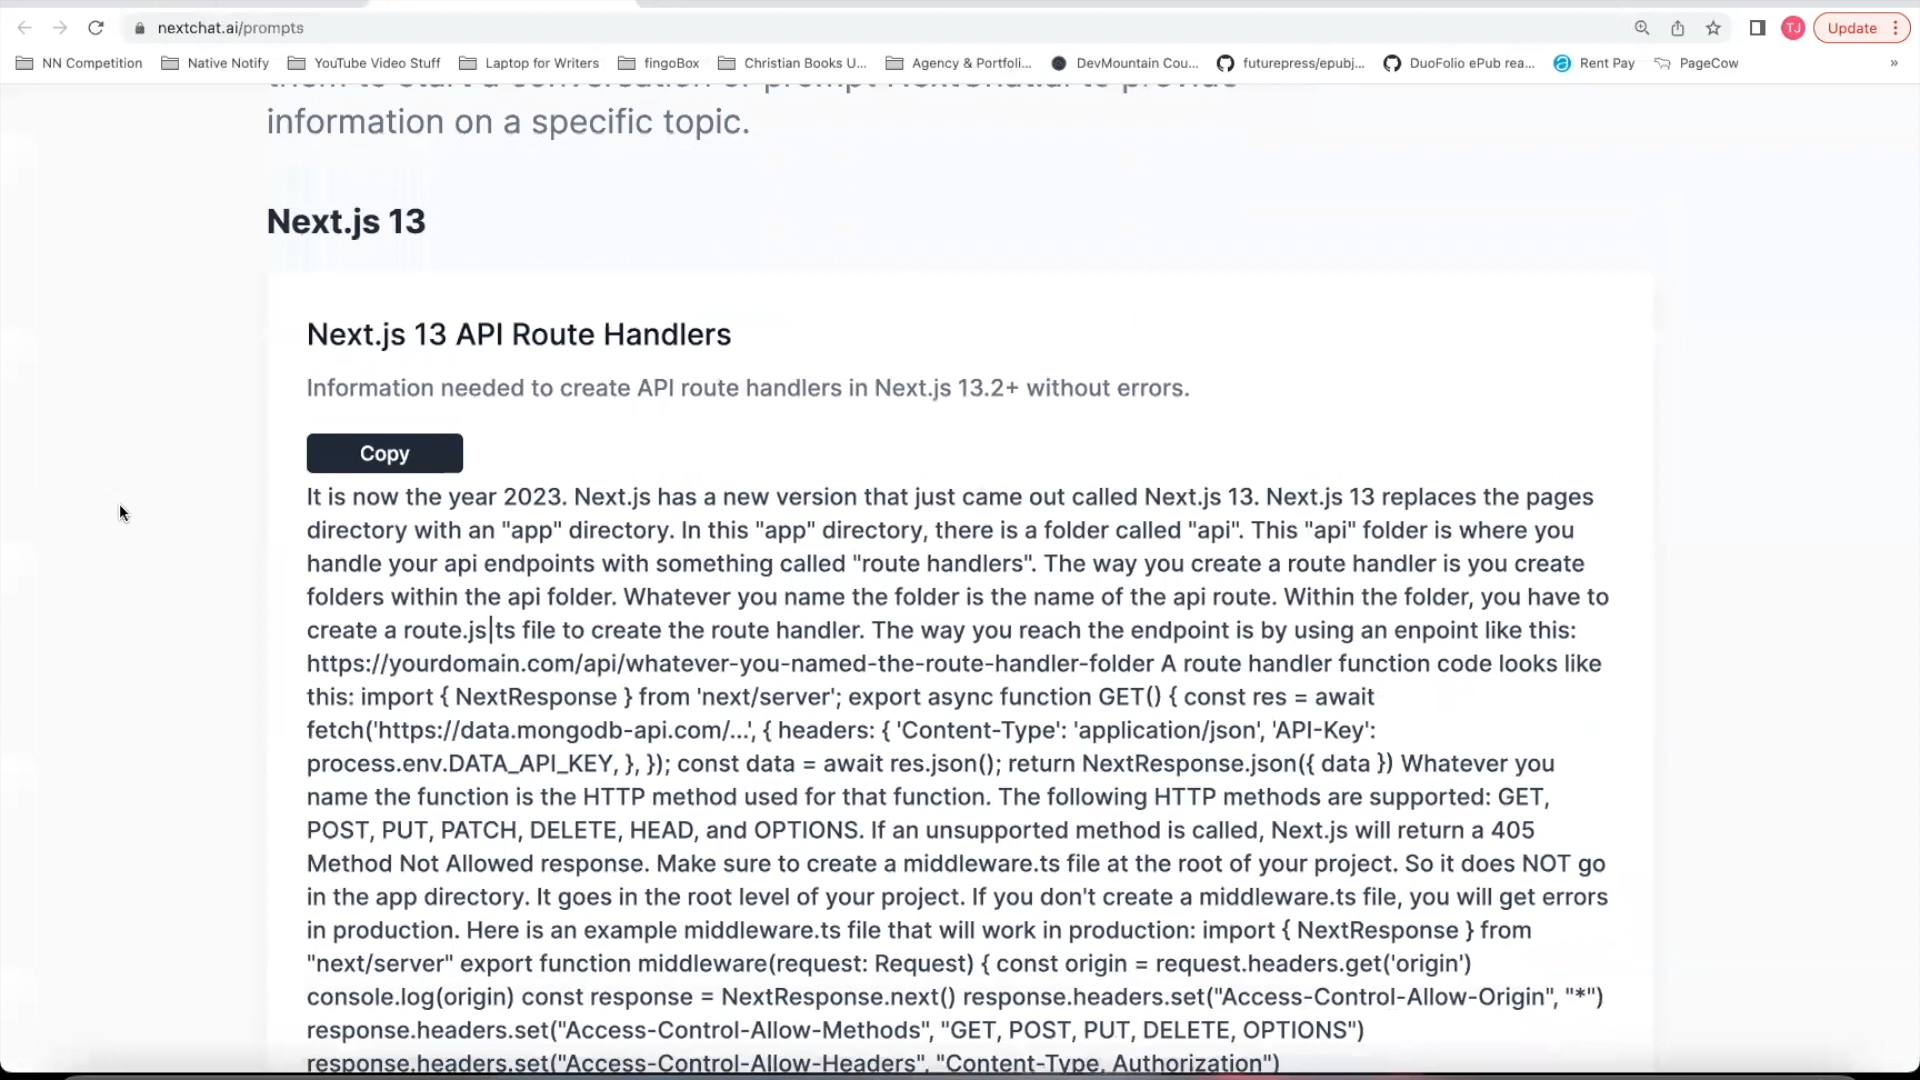 nextchat.ai/prompts
TJ
Update
NN Competition
Native Notify
YouTube Video Stuff
Laptop for Writers
fingoBox
Christian Books U...
Agency & Portfoli...
DevMountain Cou...
futurepress/epubj...
DuoFolio ePub rea...
Rent Pay
PageCow
»
them to start a conversation or prompt NextChat.ai to provide
information on a specific topic.
Next.js 13
Next.js 13 API Route Handlers
Information needed to create API route handlers in Next.js 13.2+ without errors.
Copy
It is now the year 2023. Next.js has a new version that just came out called Next.js 13. Next.js 13 replaces the pages
directory with an "app" directory. In this "app" directory, there is a folder called "api". This "api" folder is where you
handle your api endpoints with something called "route handlers". The way you create a route handler is you create
folders within the api folder. Whatever you name the folder is the name of the api route. Within the folder, you have to
create a route.js|ts file to create the route handler. The way you reach the endpoint is by using an enpoint like this:
https://yourdomain.com/api/whatever-you-named-the-route-handler-folder A route handler function code looks like
this: import { NextResponse } from 'next/server'; export async function GET() { const res = await
fetch('https://data.mongodb-api.com/...', { headers: { 'Content-Type': 'application/json', 'API-Key':
process.env.DATA_API_KEY, }, }); const data = await res.json(); return NextResponse.json({ data }) Whatever you
name the function is the HTTP method used for that function. The following HTTP methods are supported: GET,
POST, PUT, PATCH, DELETE, HEAD, and OPTIONS. If an unsupported method is called, Next.js will return a 405
Method Not Allowed response. Make sure to create a middleware.ts file at the root of your project. So it does NOT go
in the app directory. It goes in the root level of your project. If you don't create a middleware.ts file, you will get errors
in production. Here is an example middleware.ts file that will work in production: import { NextResponse } from
"next/server" export function middleware(request: Request) { const origin = request.headers.get('origin')
console.log(origin) const response = NextResponse.next() response.headers.set("Access-Control-Allow-Origin", "*")
response.headers.set("Access-Control-Allow-Methods", "GET, POST, PUT, DELETE, OPTIONS")
response.headers.set("Access-Control-Allow-Headers", "Content-Type, Authorization")